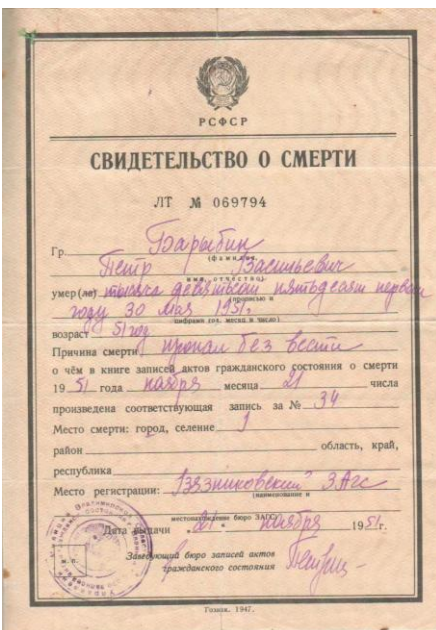 РСФСР
СВИДЕТЕЛЬСТВО О СМЕРТИ
ЛТ № 069794
Гр. Барыбин
(фамилия,
Петр Васильевич
имя, отчество)
умер(ла) тысяча девятьсот пятьдесят первом
(прописью и
году 30 мая 1951г.
цифрами год, месяц и число)
возраст 51 год
Причина смерти пропал без вести
о чём в книге записей актов гражданского состояния о смерти
1951 года ноября месяца 21 числа
произведена соответствующая запись за № 34
Место смерти: город, селение
район область, край,
республика
Место регистрации: Вязниковский ЗАГС
(наименование и
местонахождение бюро ЗАГС)
Дата выдачи 21. ноября 1951г.
м. п.
Заведующий бюро записей актов
гражданского состояния
Гознак. 1947.